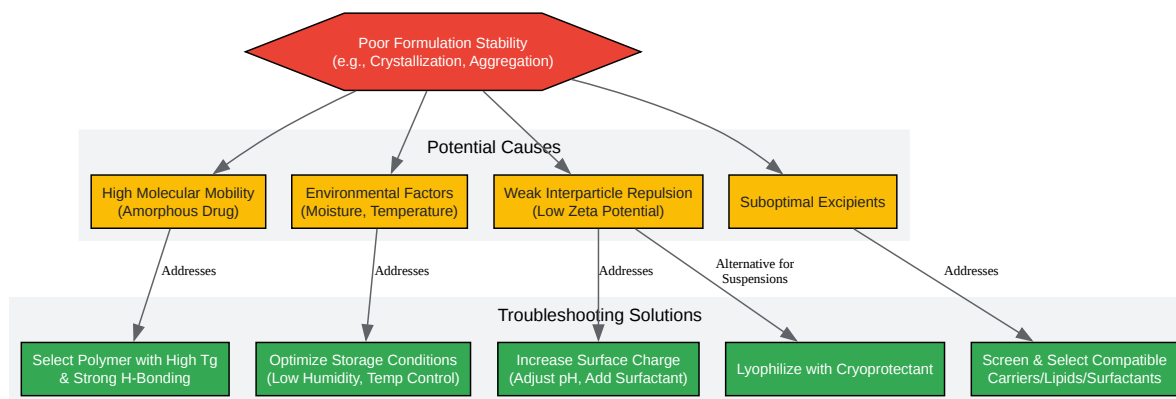 Poor Formulation Stability
(e.g., Crystallization, Aggregation)
Potential Causes
High Molecular Mobility
(Amorphous Drug)
Environmental Factors
(Moisture, Temperature)
Weak Interparticle Repulsion
(Low Zeta Potential)
Suboptimal Excipients
Addresses
Addresses
Addresses
Alternative for
Suspensions
Addresses
Troubleshooting Solutions
Select Polymer with High Tg
& Strong H-Bonding
Optimize Storage Conditions
(Low Humidity, Temp Control)
Increase Surface Charge
(Adjust pH, Add Surfactant)
Lyophilize with Cryoprotectant
Screen & Select Compatible
Carriers/Lipids/Surfactants